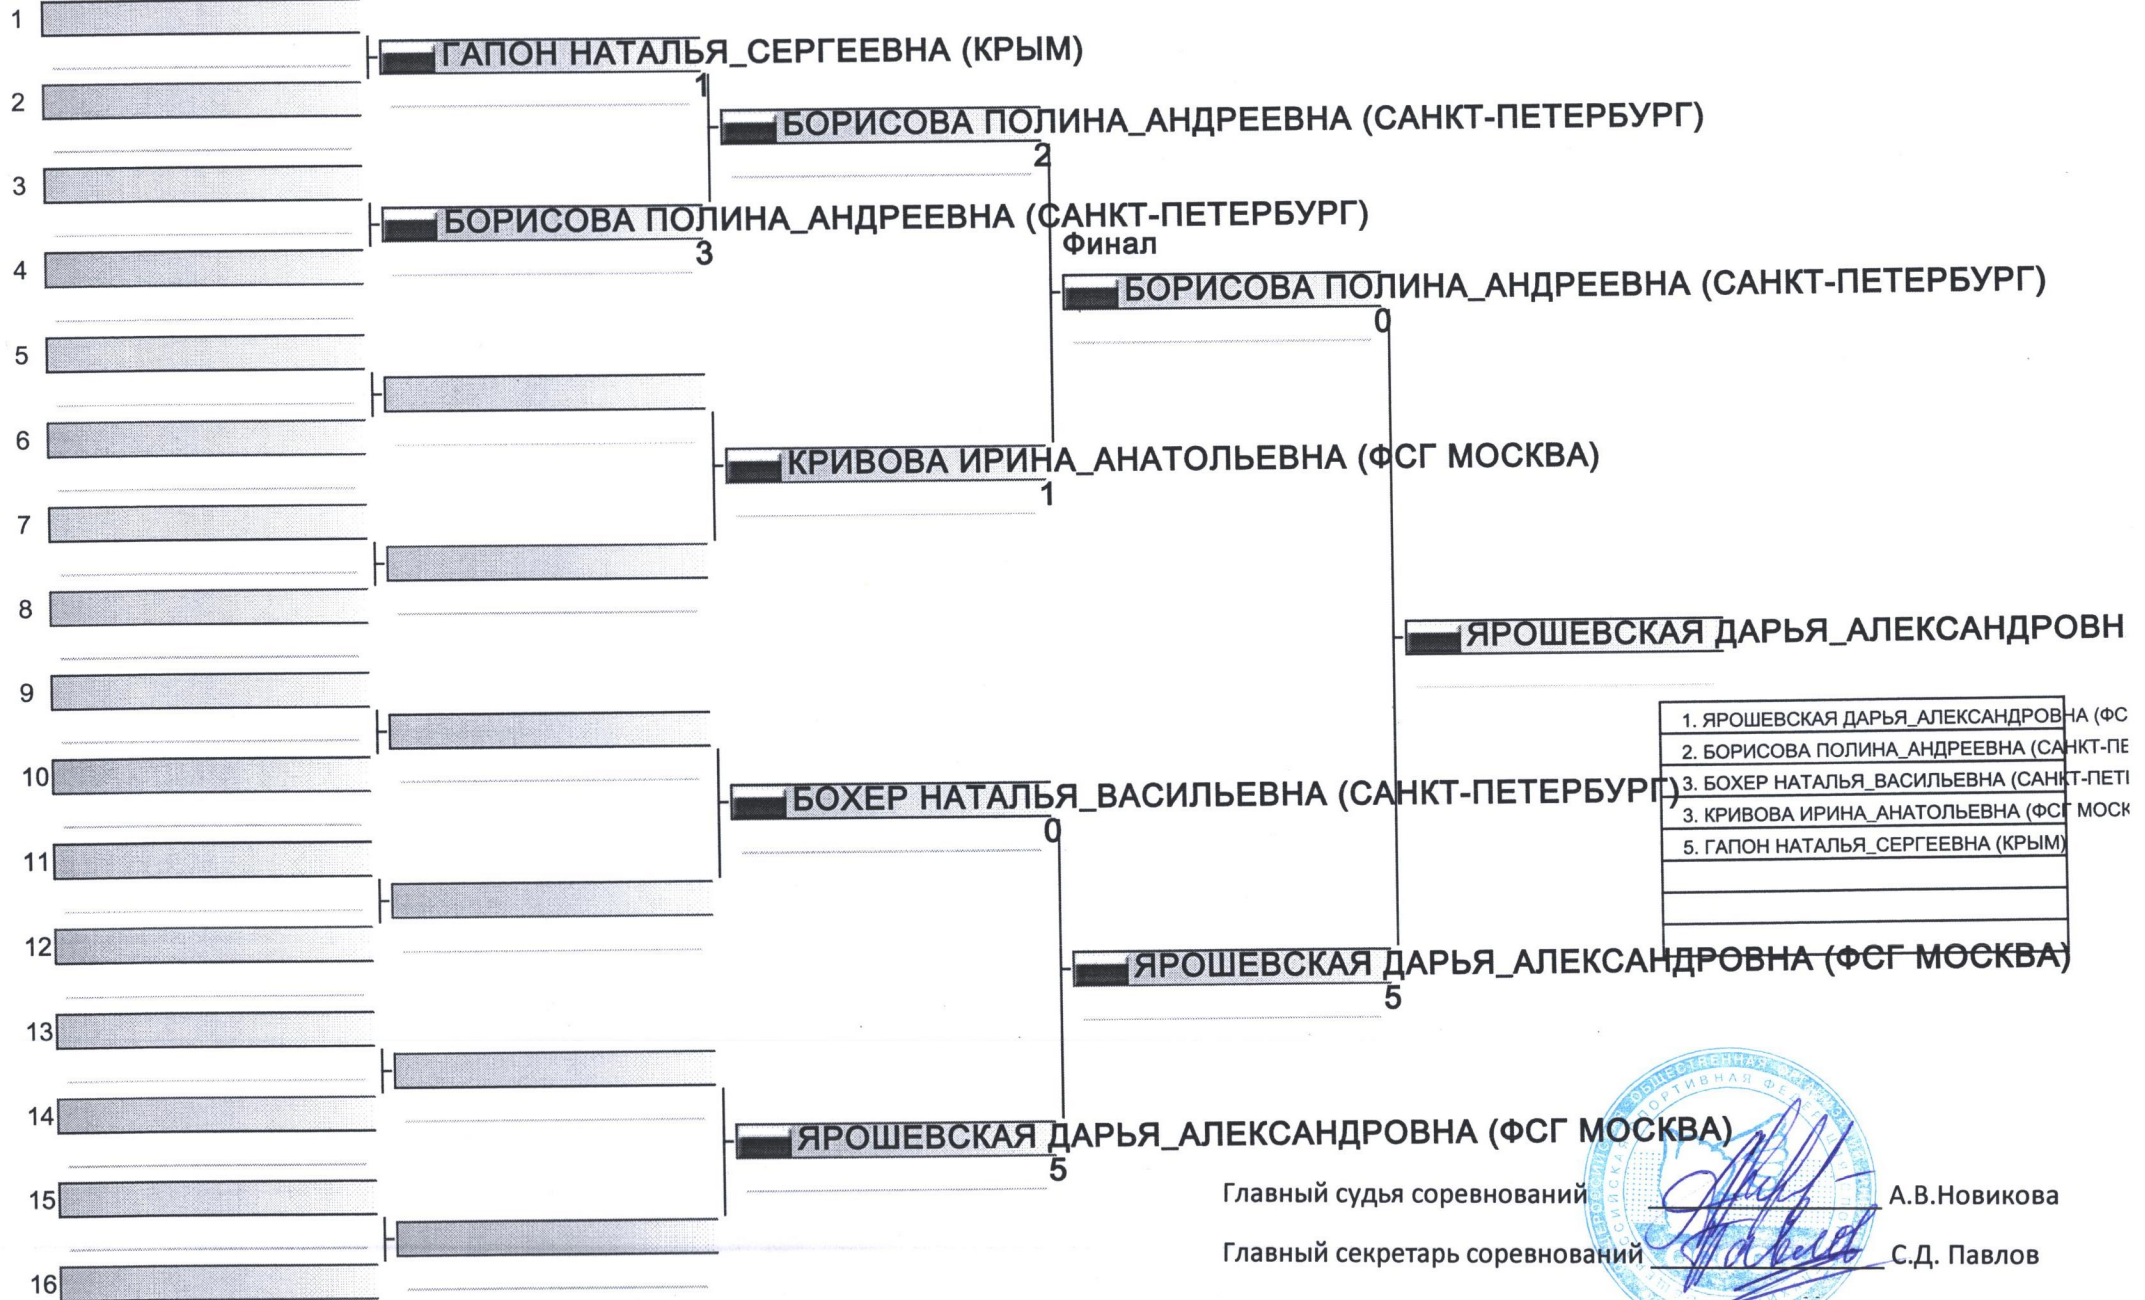 1
ГАПОН НАТАЛЬЯ_СЕРГЕЕВНА (КРЫМ)
1
2
БОРИСОВА ПОЛИНА_АНДРЕЕВНА (САНКТ-ПЕТЕРБУРГ)
2
3
БОРИСОВА ПОЛИНА_АНДРЕЕВНА (САНКТ-ПЕТЕРБУРГ)
3
Финал
4
БОРИСОВА ПОЛИНА_АНДРЕЕВНА (САНКТ-ПЕТЕРБУРГ)
0
5
6
КРИВОВА ИРИНА_АНАТОЛЬЕВНА (ФСГ МОСКВА)
1
7
8
ЯРОШЕВСКАЯ ДАРЬЯ_АЛЕКСАНДРОВН
9
1. ЯРОШЕВСКАЯ ДАРЬЯ_АЛЕКСАНДРОВНА (ФС
2. БОРИСОВА ПОЛИНА_АНДРЕЕВНА (САНКТ-ПЕ
3. БОХЕР НАТАЛЬЯ_ВАСИЛЬЕВНА (САНКТ-ПЕТ
3. КРИВОВА ИРИНА_АНАТОЛЬЕВНА (ФСГ МОСК
5. ГАПОН НАТАЛЬЯ_СЕРГЕЕВНА (КРЫМ)
10
БОХЕР НАТАЛЬЯ_ВАСИЛЬЕВНА (САНКТ-ПЕТЕРБУРГ)
0
11
12
ЯРОШЕВСКАЯ ДАРЬЯ_АЛЕКСАНДРОВНА (ФСГ МОСКВА)
5
13
14
ЯРОШЕВСКАЯ ДАРЬЯ_АЛЕКСАНДРОВНА (ФСГ МОСКВА)
5
15
Главный судья соревнований А.В.Новикова
Главный секретарь соревнований С.Д. Павлов
16